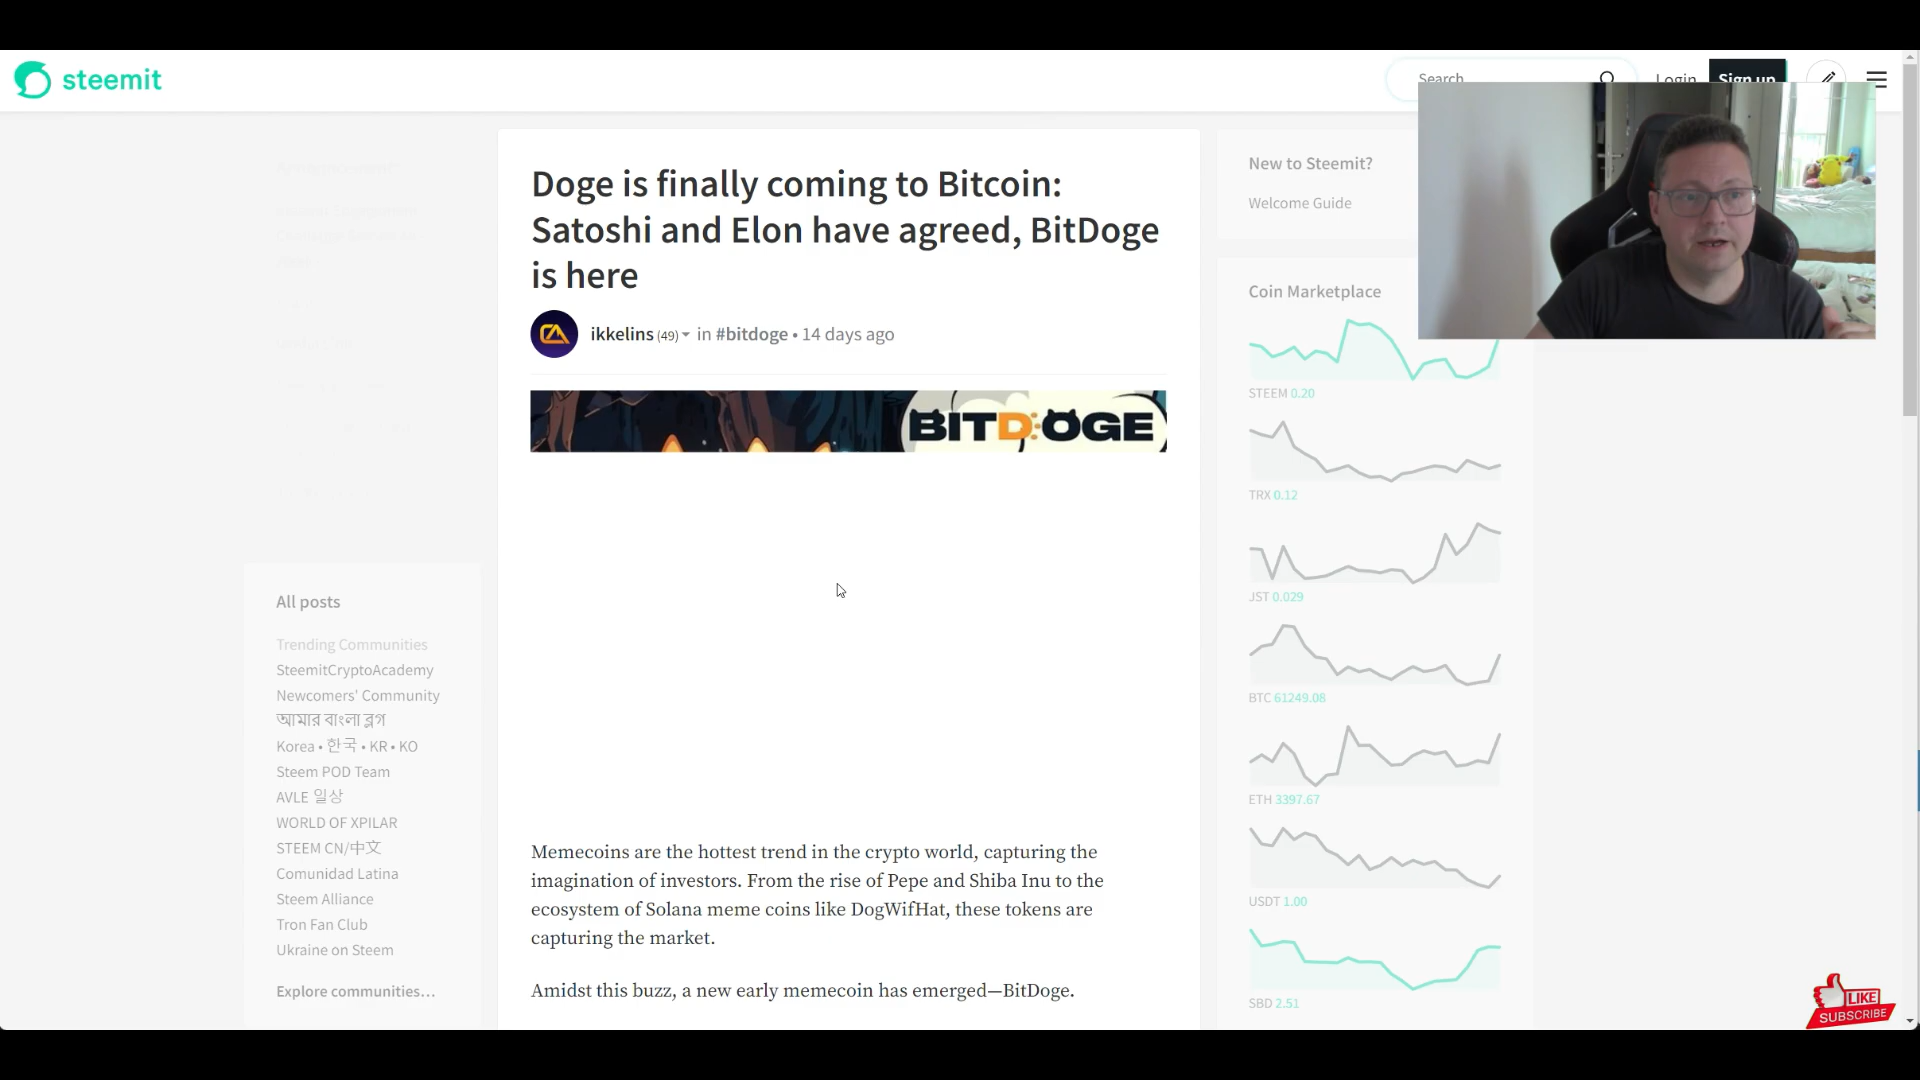 steemit
Search
Login
Sign up
Doge is finally coming to Bitcoin:
Satoshi and Elon have agreed, BitDoge
is here
ikkelins (49) in #bitdoge • 14 days ago
BITDOGE
Memecoins are the hottest trend in the crypto world, capturing the
imagination of investors. From the rise of Pepe and Shiba Inu to the
ecosystem of Solana meme coins like DogWifHat, these tokens are
capturing the market.
Amidst this buzz, a new early memecoin has emerged—BitDoge.
All posts
Trending Communities
SteemitCryptoAcademy
Newcomers' Community
আমার বাংলা ব্লগ
Korea • 한국 • KR • KO
Steem POD Team
AVLE 일상
WORLD OF XPILAR
STEEM CN/中文
Comunidad Latina
Steem Alliance
Tron Fan Club
Ukraine on Steem
Explore communities…
New to Steemit?
Welcome Guide
Coin Marketplace
STEEM 0.20
TRX 0.12
JST 0.029
BTC 61249.08
ETH 3397.67
USDT 1.00
SBD 2.51
LIKE
SUBSCRIBE